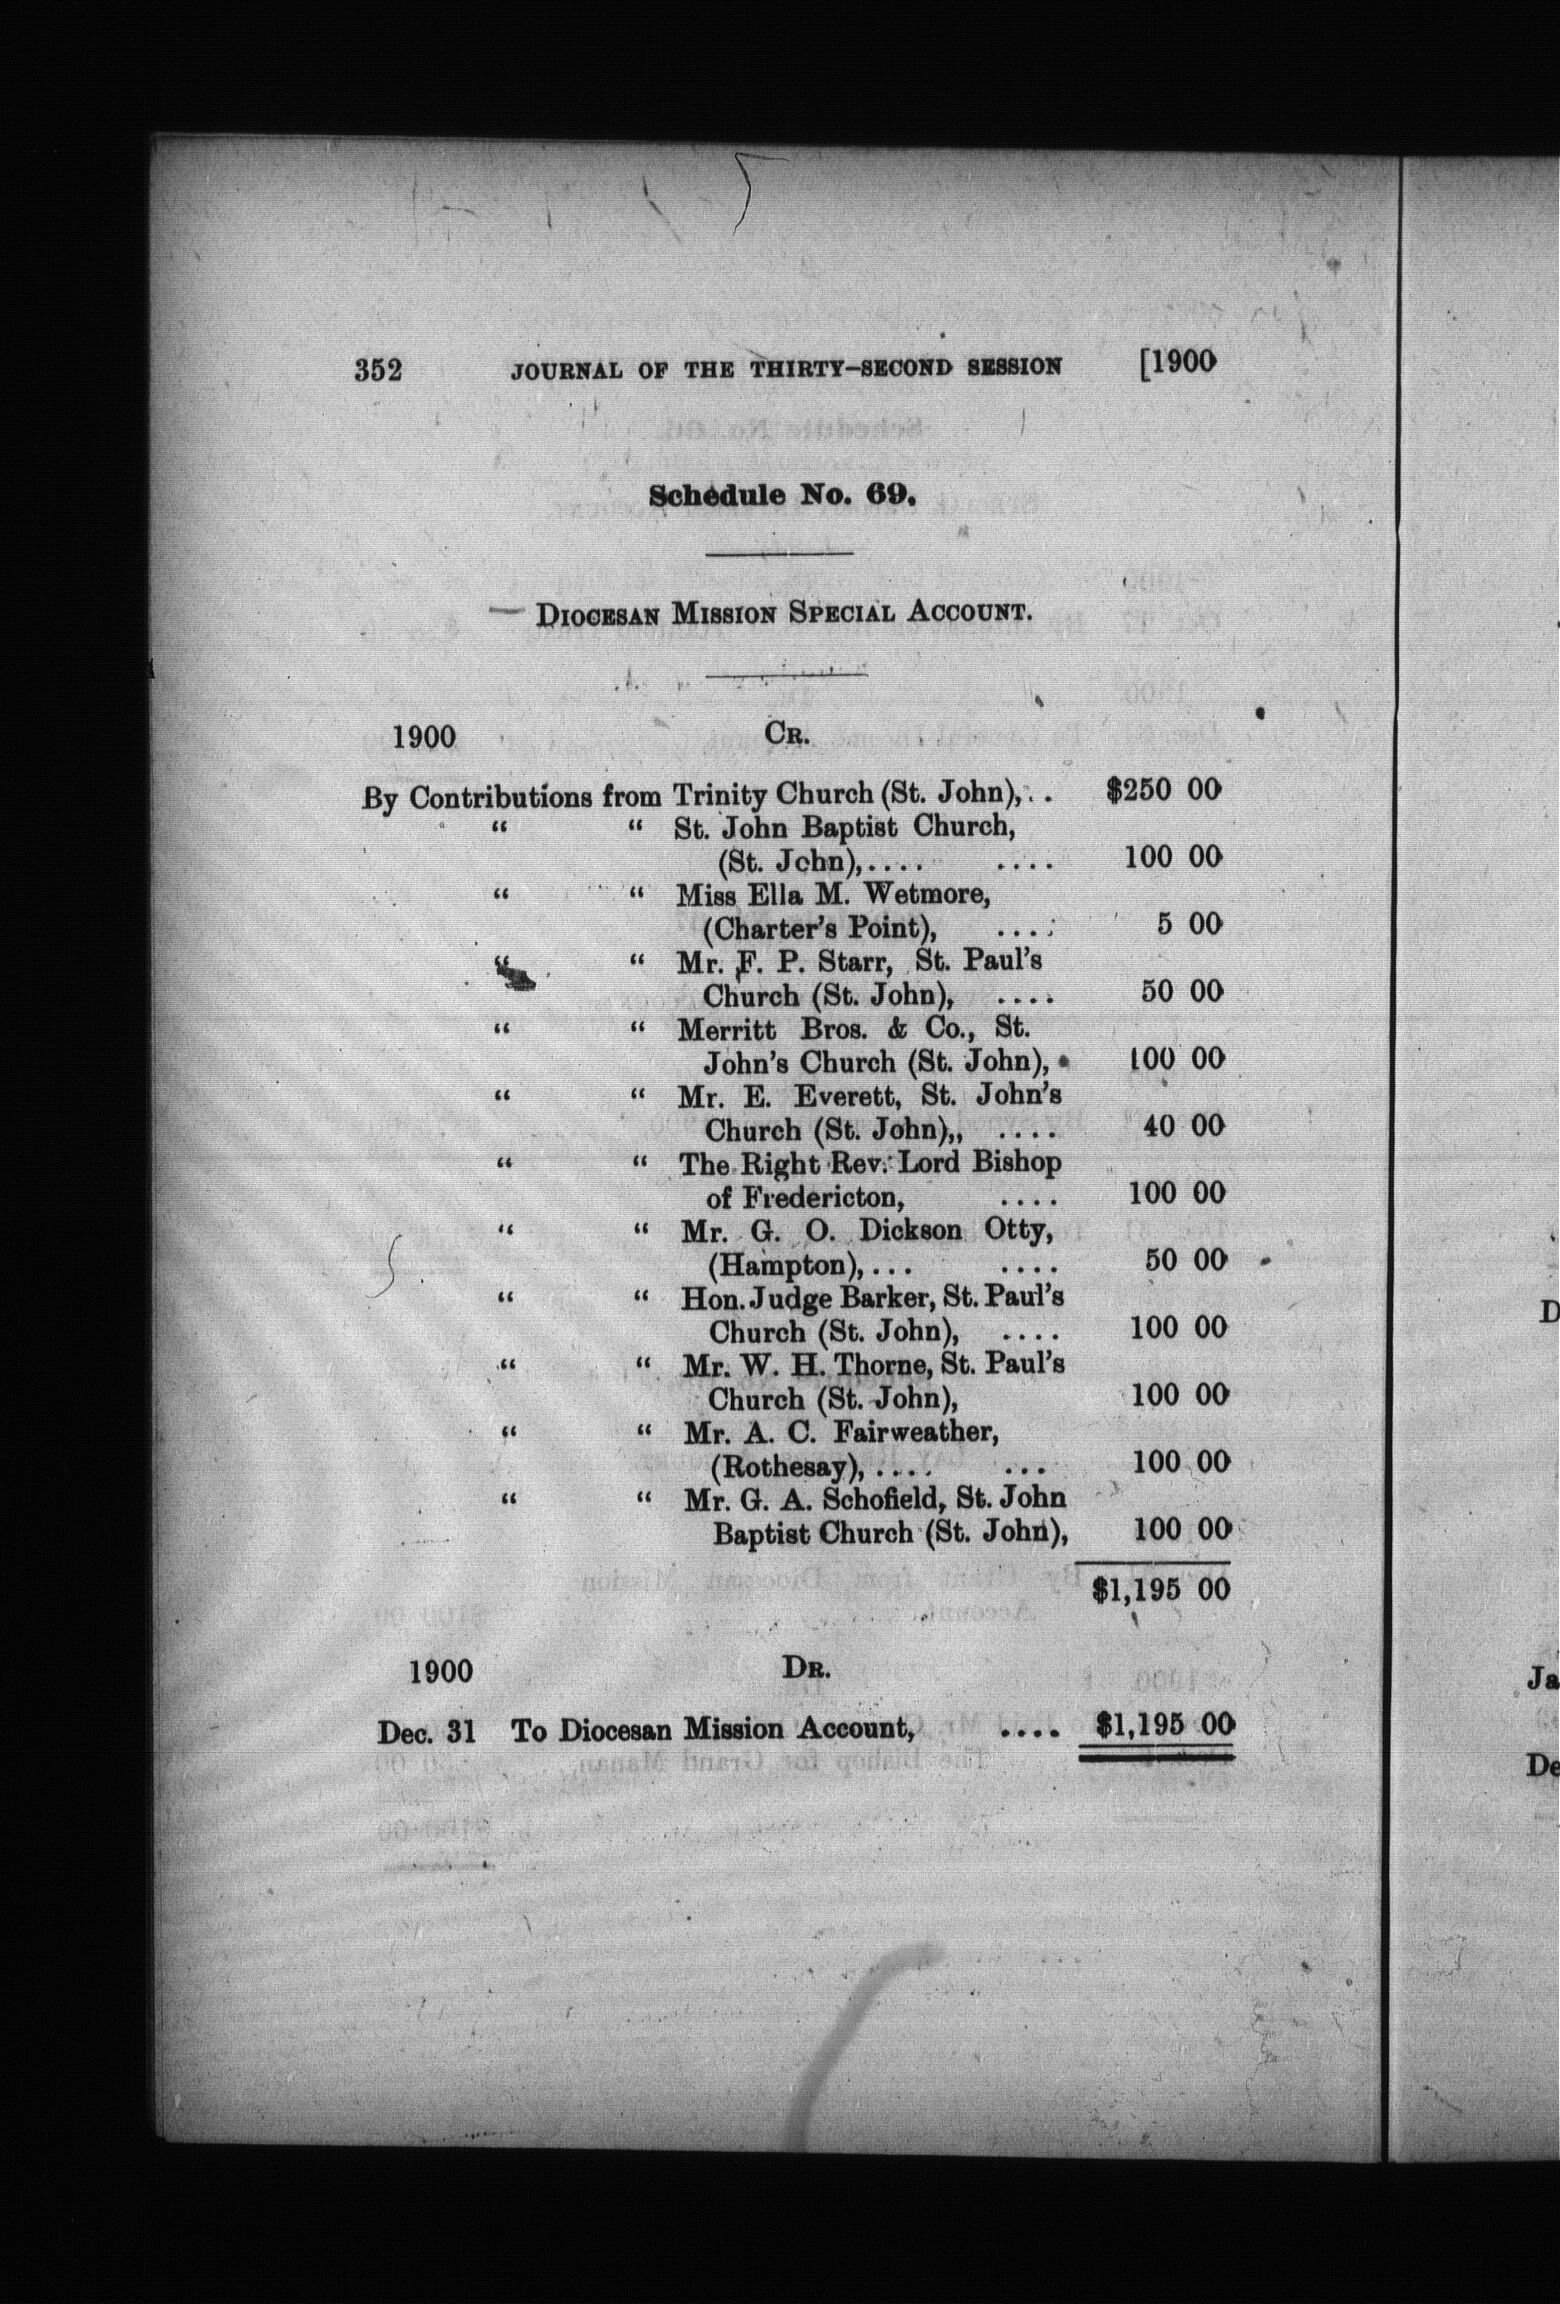 352 JOURNAL OF THE THIRTY-SECOND SESSION [1900
Schedule No. 69.
DIOCESAN MISSION SPECIAL ACCOUNT.
1900 CR.
By Contributions from Trinity Church (St. John), . . $250 00
“ “ St. John Baptist Church,
(St. John), . . . . . . . . 100 00
“ “ Miss Ella M. Wetmore,
(Charter's Point), . . . . 5 00
“ “ Mr. F. P. Starr, St. Paul's
Church (St. John), . . . . 50 00
“ “ Merritt Bros. & Co., St.
John's Church (St. John), 100 00
“ “ Mr. E. Everett, St. John's
Church (St. John),, . . . . 40 00
“ “ The Right Rev. Lord Bishop
of Fredericton, . . . . 100 00
“ “ Mr. G. O. Dickson Otty,
(Hampton), . . . . . . . 50 00
“ “ Hon. Judge Barker, St. Paul's
Church (St. John), . . . . 100 00
“ “ Mr. W. H. Thorne, St. Paul's
Church (St. John), 100 00
“ “ Mr. A. C. Fairweather,
(Rothesay), . . . . . . . 100 00
“ “ Mr. G. A. Schofield, St. John
Baptist Church (St. John), 100 00
$1,195 00
1900 DR.
Dec. 31 To Diocesan Mission Account, . . . . $1,195 00
D
Ja
De